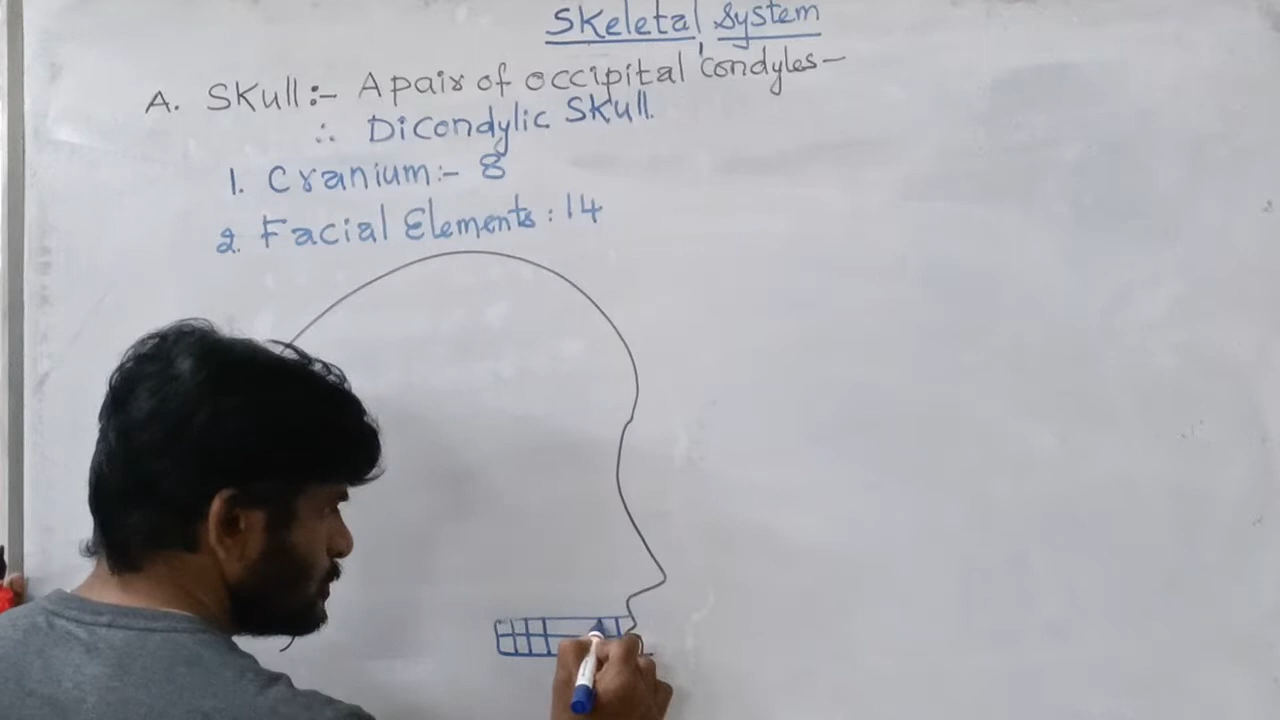 Skeletal System
A. Skull:- A pair of occipital condyles-
∴ Dicondylic Skull.
1. Cranium:- 8
2. Facial Elements: 14